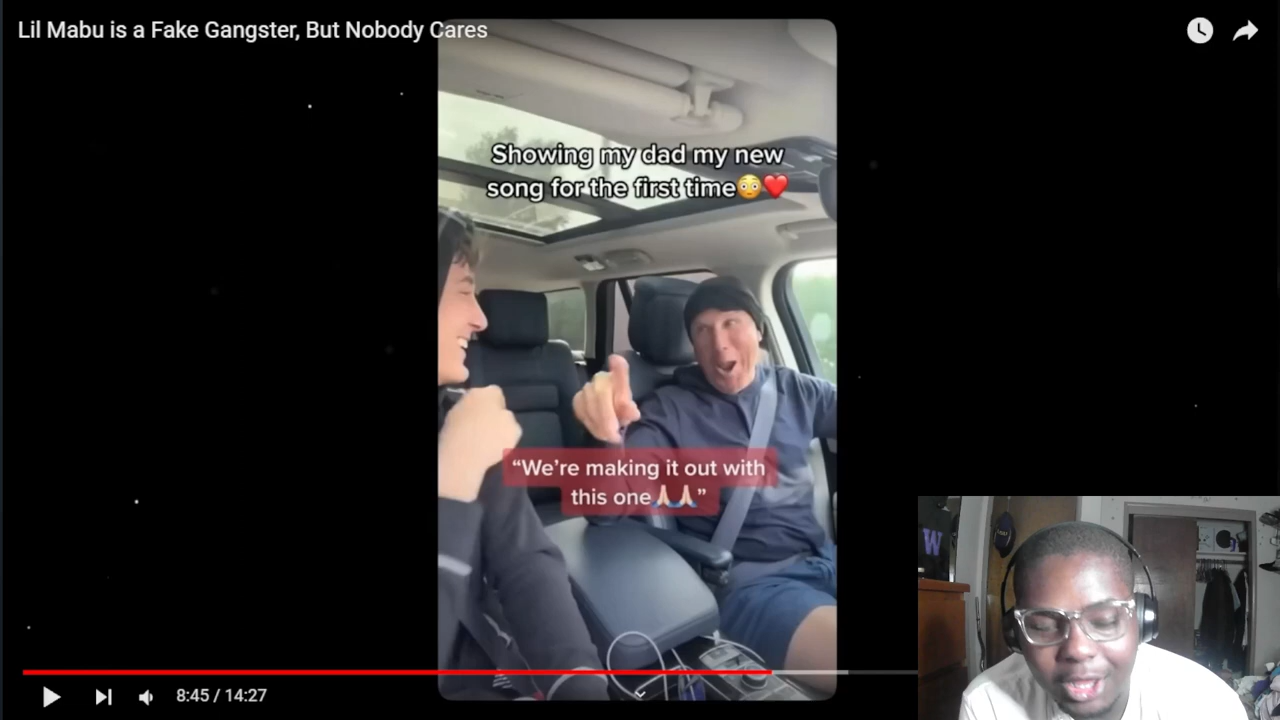 Lil Mabu is a Fake Gangster, But Nobody Cares
Showing my dad my new
song for the first time😳❤️
“We’re making it out with
this one🙏🏼🙏🏼”
W
8:45 / 14:27